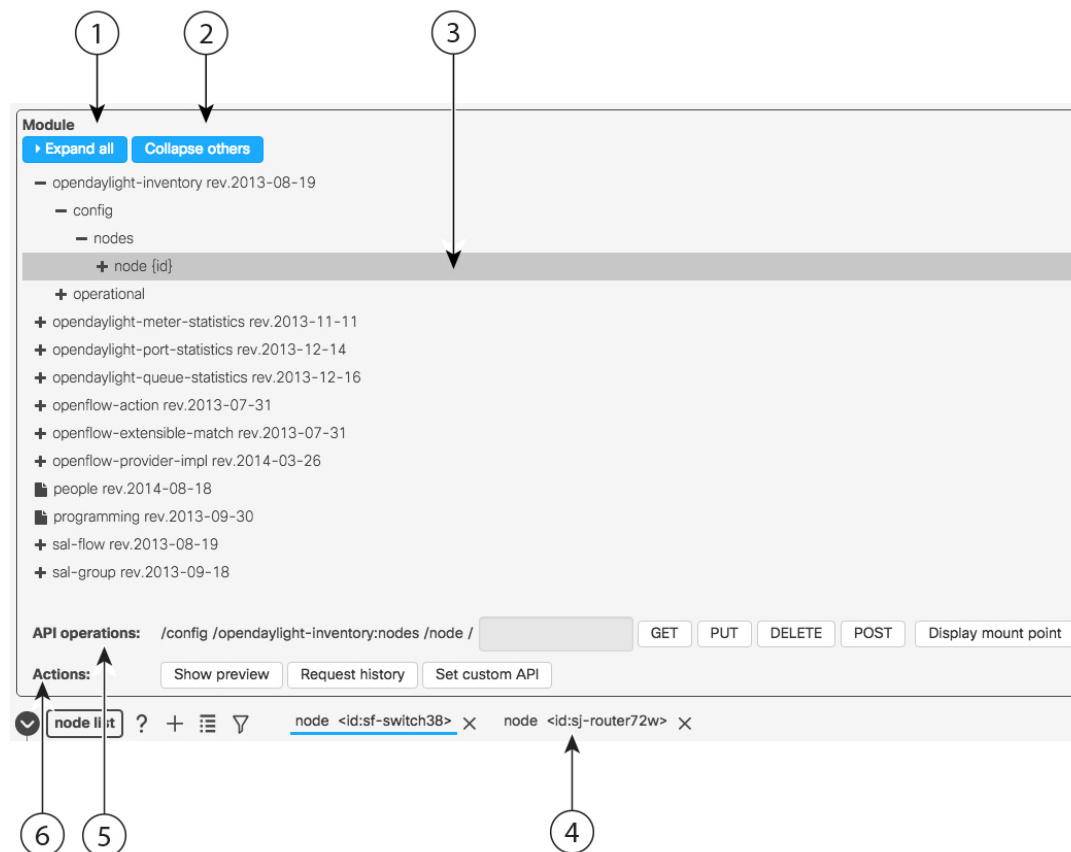 1 2 3
Module
Expand all Collapse others
opendaylight-inventory rev.2013-08-19
config
nodes
node {id}
operational
opendaylight-meter-statistics rev.2013-11-11
opendaylight-port-statistics rev.2013-12-14
opendaylight-queue-statistics rev.2013-12-16
openflow-action rev.2013-07-31
openflow-extensible-match rev.2013-07-31
openflow-provider-impl rev.2014-03-26
people rev.2014-08-18
programming rev.2013-09-30
sal-flow rev.2013-08-19
sal-group rev.2013-09-18
API operations: /config /opendaylight-inventory:nodes /node / GET PUT DELETE POST Display mount point
Actions: Show preview Request history Set custom API
node list ? + node <id:sf-switch38> node <id:sj-router72w>
6 5 4